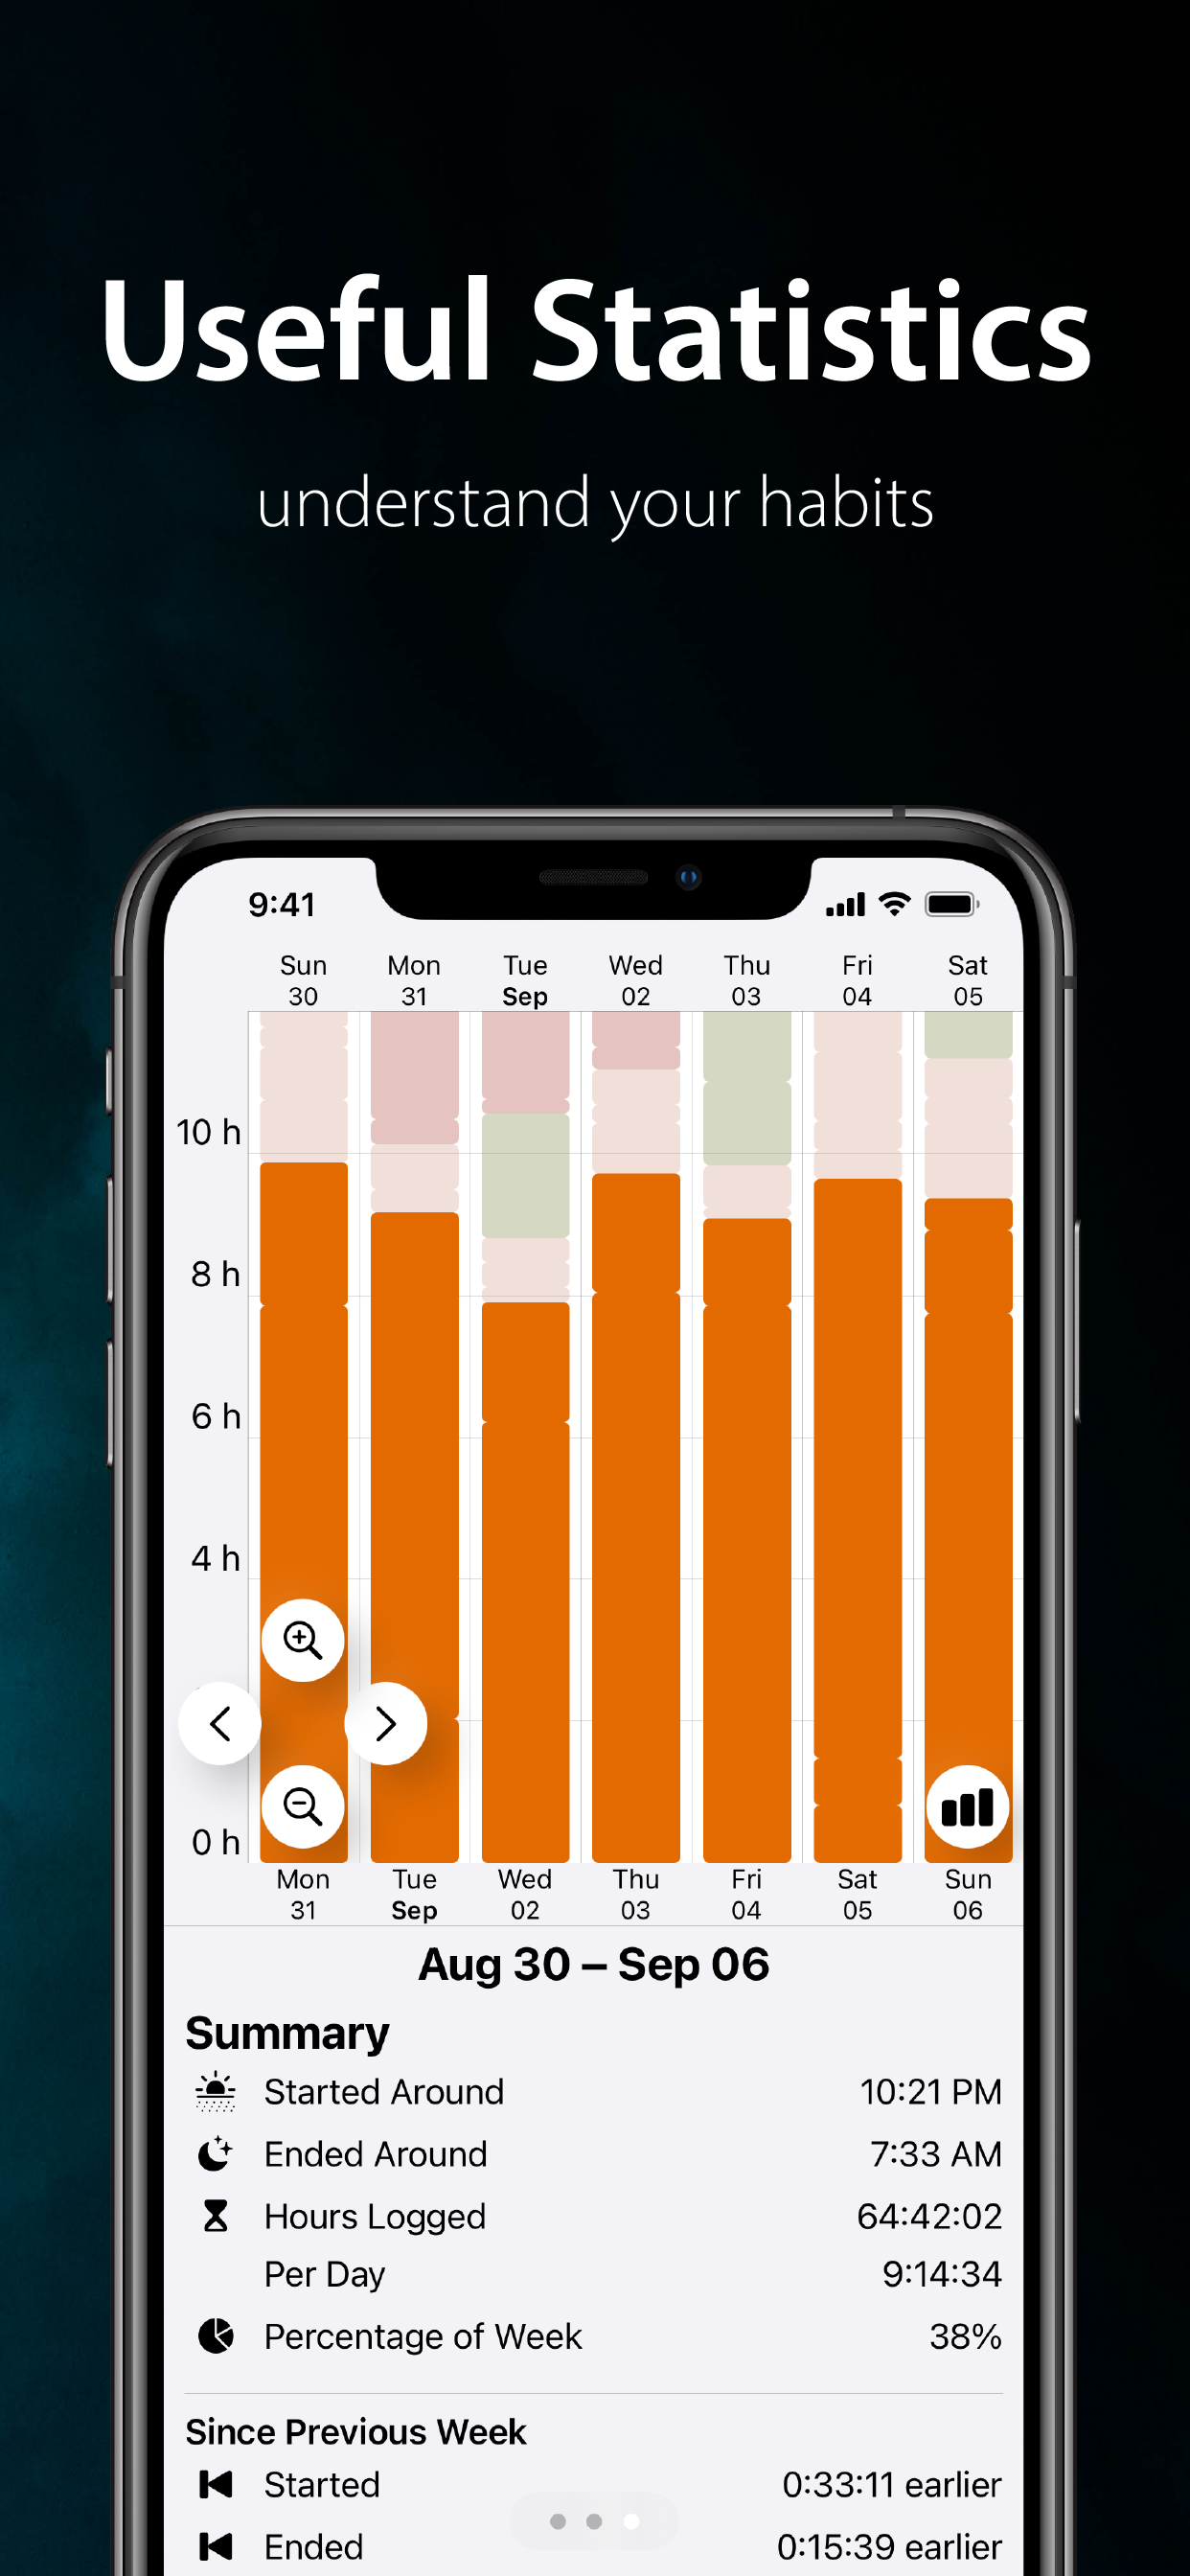 Useful Statistics
understand your habits
9:41
Sun Mon Tue Wed Thu Fri Sat
30 31 Sep 02 03 04 05
10 h
8 h
6 h
4 h
0 h
Mon Tue Wed Thu Fri Sat Sun
31 Sep 02 03 04 05 06
Aug 30 – Sep 06
Summary
Started Around 10:21 PM
Ended Around 7:33 AM
Hours Logged 64:42:02
Per Day 9:14:34
Percentage of Week 38%
Since Previous Week
Started 0:33:11 earlier
Ended 0:15:39 earlier